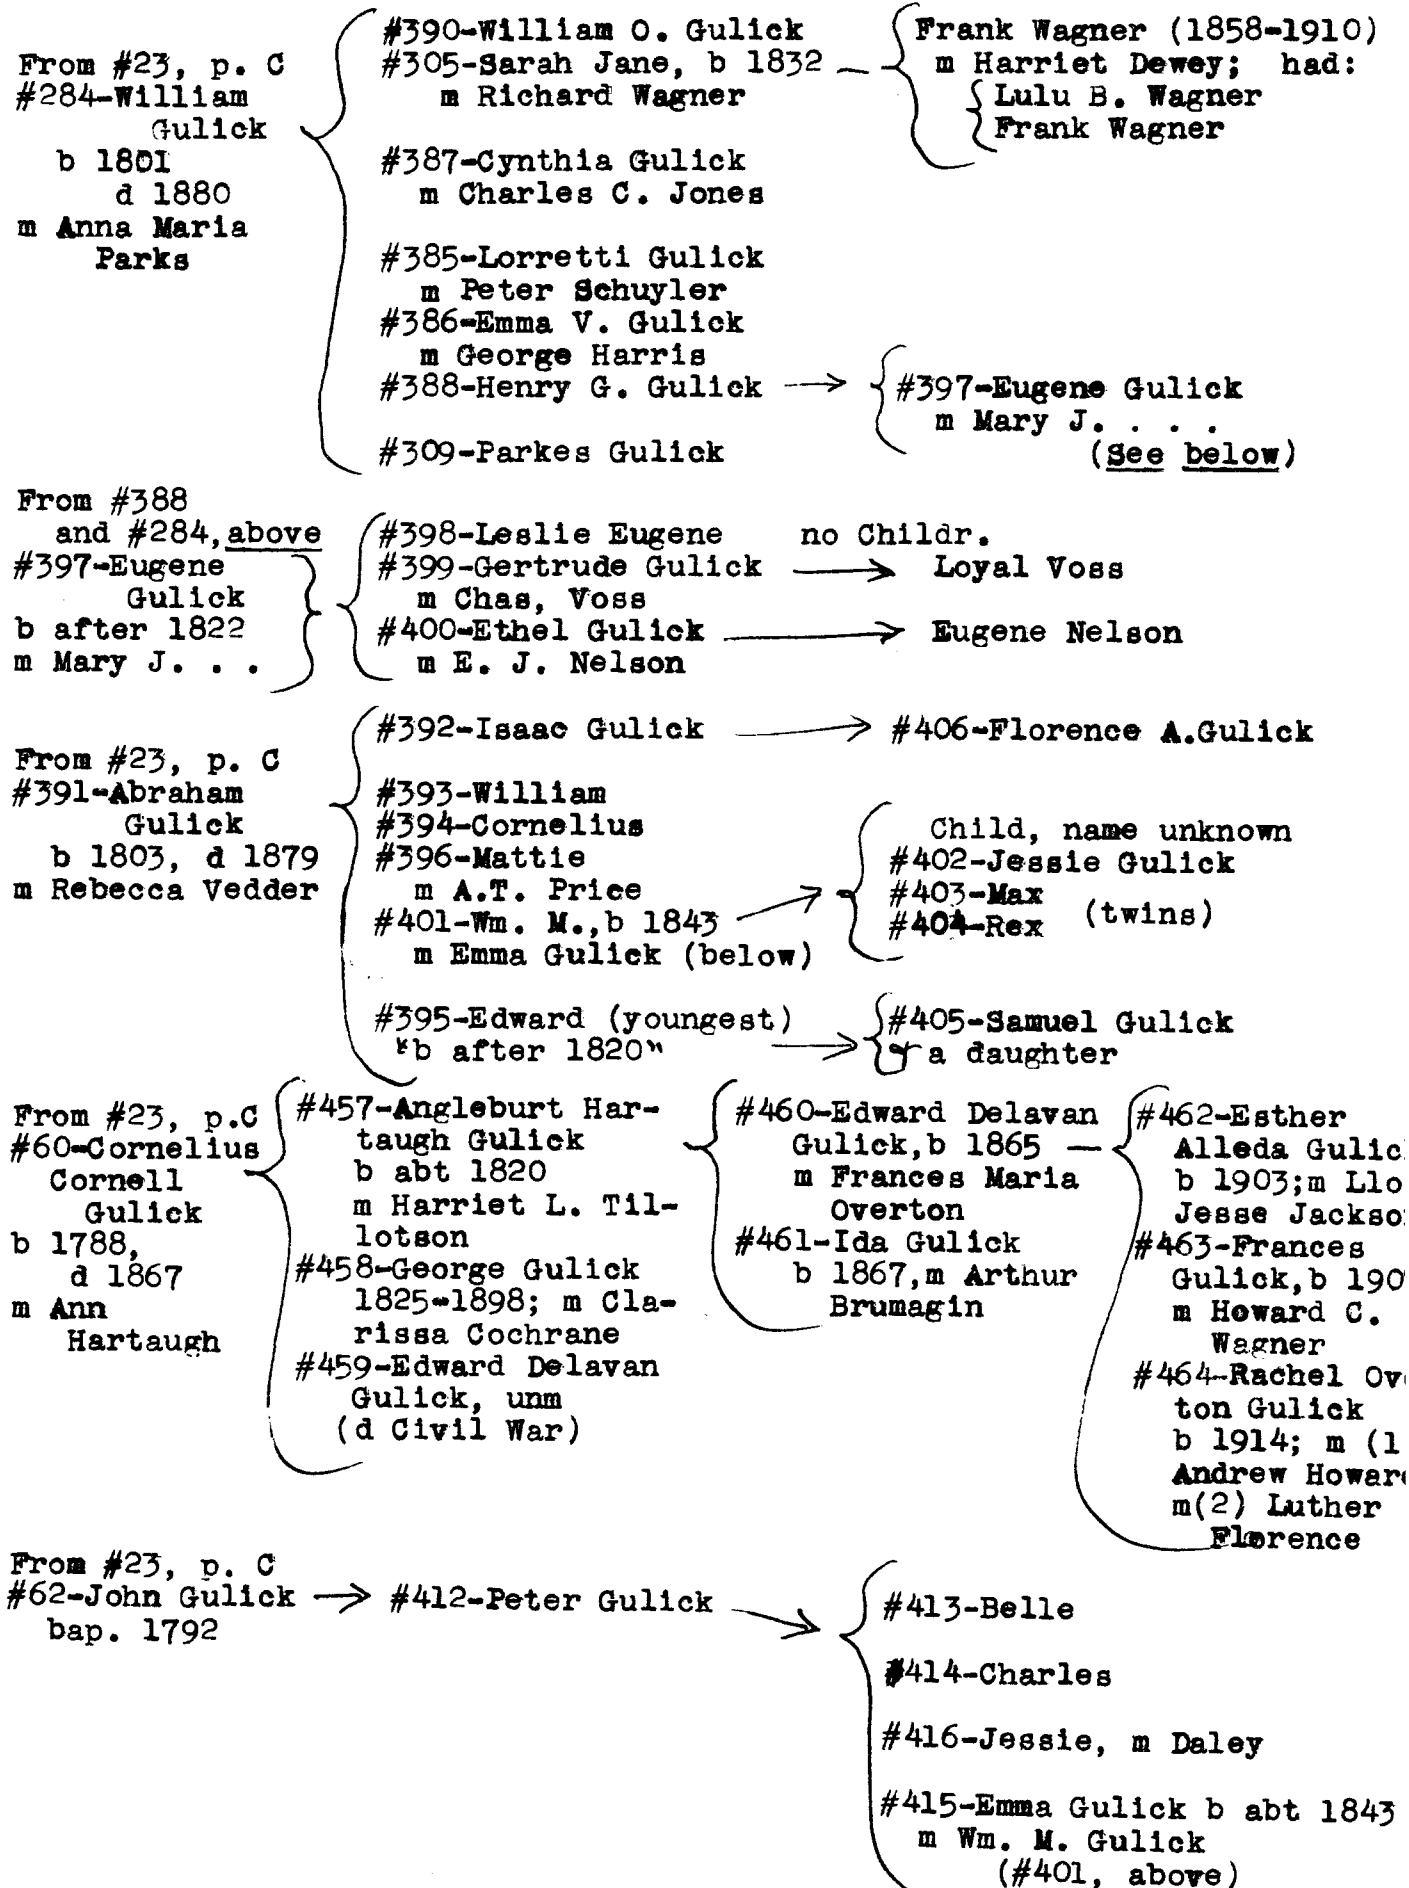 From #23, p. C
#284-William
Gulick
b 1801
d 1880
m Anna Maria
Parks
#390-William O. Gulick
#305-Sarah Jane, b 1832
m Richard Wagner
#387-Cynthia Gulick
m Charles C. Jones
#385-Lorretti Gulick
m Peter Schuyler
#386-Emma V. Gulick
m George Harris
#388-Henry G. Gulick
#309-Parkes Gulick
Frank Wagner (1858-1910)
m Harriet Dewey; had:
Lulu B. Wagner
Frank Wagner
#397-Eugene Gulick
m Mary J. . . .
(See below)
From #388
and #284, above
#397-Eugene
Gulick
b after 1822
m Mary J. . .
#398-Leslie Eugene no Childr.
#399-Gertrude Gulick Loyal Voss
m Chas, Voss
#400-Ethel Gulick Eugene Nelson
m E. J. Nelson
From #23, p. C
#391-Abraham
Gulick
b 1803, d 1879
m Rebecca Vedder
#392-Isaac Gulick #406-Florence A.Gulick
#393-William
#394-Cornelius
#396-Mattie
m A.T. Price
#401-Wm. M.,b 1843
m Emma Gulick (below)
#395-Edward (youngest)
"b after 1820"
Child, name unknown
#402-Jessie Gulick
#403-Max
#404-Rex (twins)
#405-Samuel Gulick
& a daughter
From #23, p.C
#60-Cornelius
Cornell
Gulick
b 1788,
d 1867
m Ann
Hartaugh
#457-Angleburt Har-
taugh Gulick
b abt 1820
m Harriet L. Til-
lotson
#458-George Gulick
1825-1898; m Cla-
rissa Cochrane
#459-Edward Delavan
Gulick, unm
(d Civil War)
#460-Edward Delavan
Gulick,b 1865
m Frances Maria
Overton
#461-Ida Gulick
b 1867,m Arthur
Brumagin
#462-Esther
Alleda Gulic
b 1903;m Llo
Jesse Jackso
#463-Frances
Gulick,b 190
m Howard C.
Wagner
#464-Rachel Ov
ton Gulick
b 1914; m (1
Andrew Howar
m(2) Luther
Florence
From #23, p. C
#62-John Gulick
bap. 1792
#412-Peter Gulick
#413-Belle
#414-Charles
#416-Jessie, m Daley
#415-Emma Gulick b abt 1843
m Wm. M. Gulick
(#401, above)